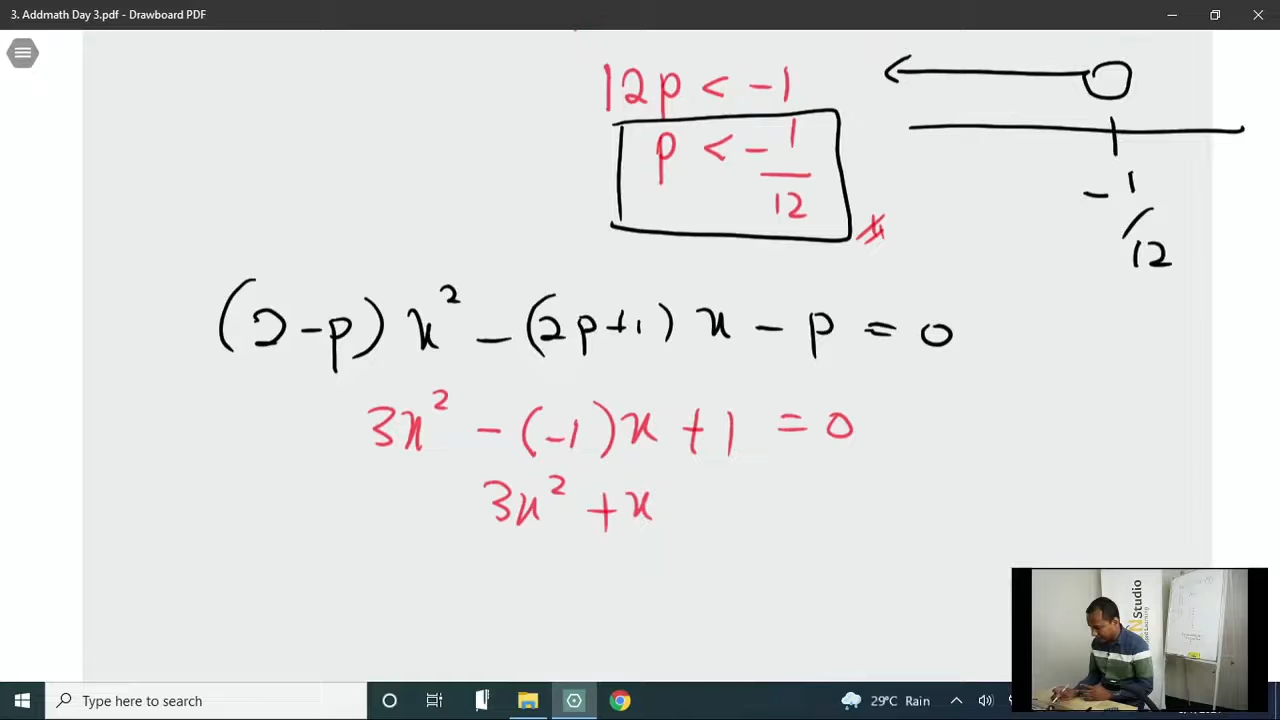 3. Addmath Day 3.pdf - Drawboard PDF
12p < -1
p < -1/12
-1/12
(2-p)x² - (2p+1)x - p = 0
3x² - (-1)x + 1 = 0
3x² + x
N Studio
Type here to search
29°C Rain